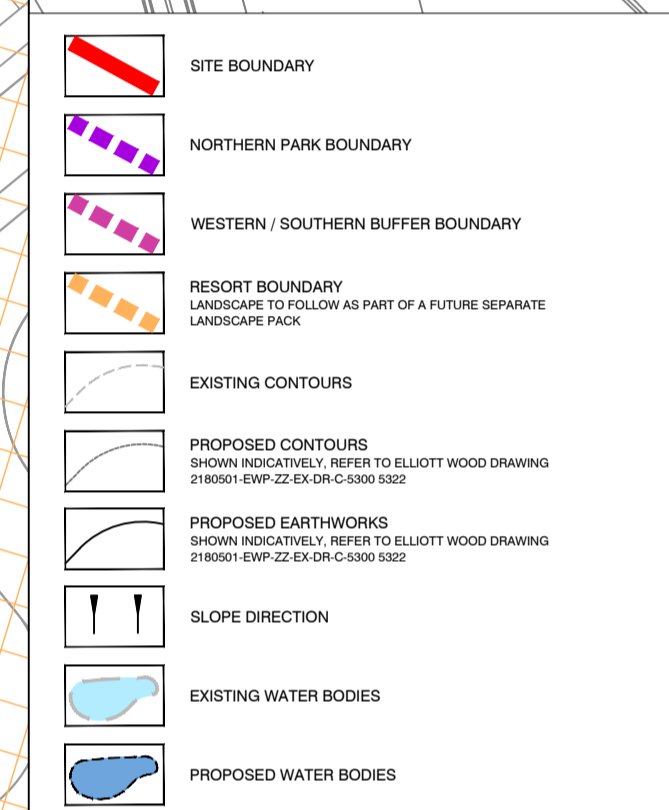 SITE BOUNDARY
NORTHERN PARK BOUNDARY
WESTERN / SOUTHERN BUFFER BOUNDARY
RESORT BOUNDARY
LANDSCAPE TO FOLLOW AS PART OF A FUTURE SEPARATE
LANDSCAPE PACK
EXISTING CONTOURS
PROPOSED CONTOURS
SHOWN INDICATIVELY, REFER TO ELLIOTT WOOD DRAWING
2180501-EWP-ZZ-EX-DR-C-5300 5322
PROPOSED EARTHWORKS
SHOWN INDICATIVELY, REFER TO ELLIOTT WOOD DRAWING
2180501-EWP-ZZ-EX-DR-C-5300 5322
SLOPE DIRECTION
EXISTING WATER BODIES
PROPOSED WATER BODIES